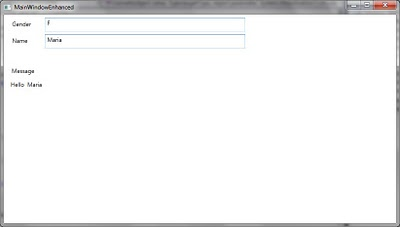 MainWindowEnhanced
Gender F
Name Maria
Message
Hello Maria